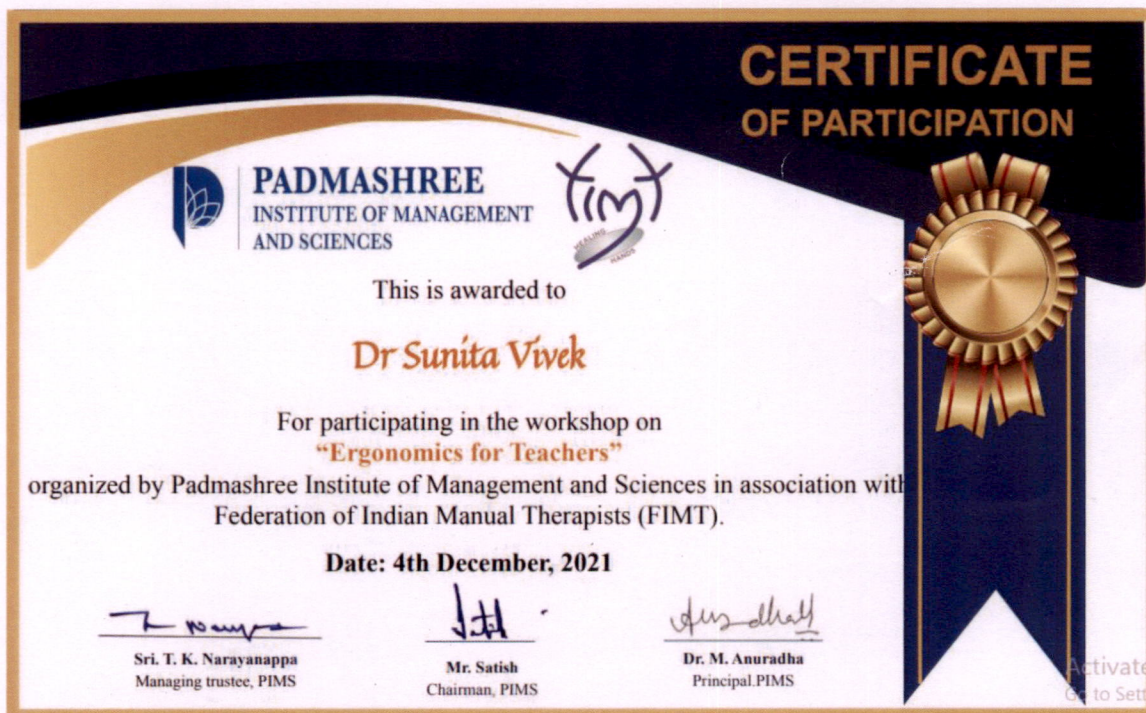 CERTIFICATE
OF PARTICIPATION
PADMASHREE
INSTITUTE OF MANAGEMENT
AND SCIENCES
FIMT
HEALING
HANDS
This is awarded to
Dr Sunita Vivek
For participating in the workshop on
“Ergonomics for Teachers”
organized by Padmashree Institute of Management and Sciences in association with
Federation of Indian Manual Therapists (FIMT).
Date: 4th December, 2021
Sri. T. K. Narayanappa
Managing trustee, PIMS
Mr. Satish
Chairman, PIMS
Dr. M. Anuradha
Principal.PIMS
Activate
Go to Sett